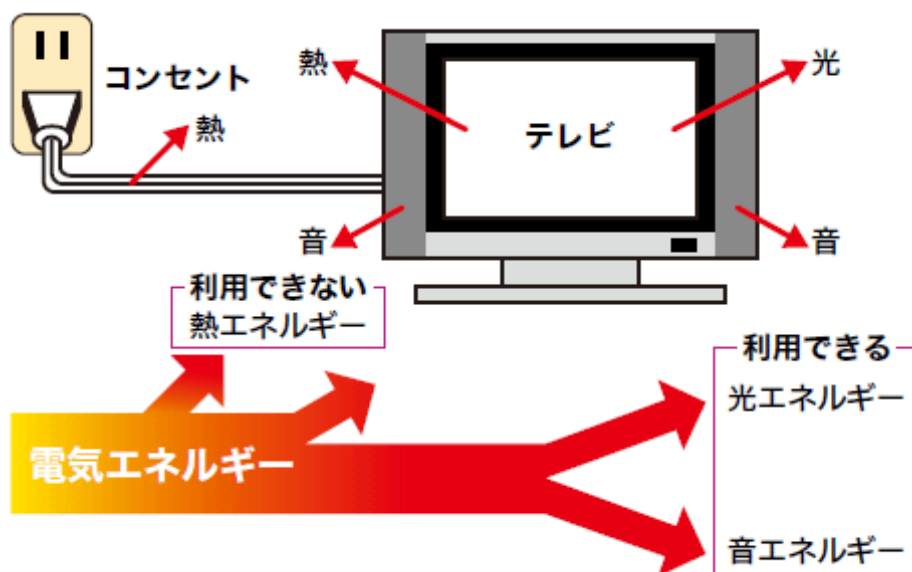 コンセント
熱
熱
テレビ
光
音
音
利用できない
熱エネルギー
利用できる
光エネルギー
電気エネルギー
音エネルギー